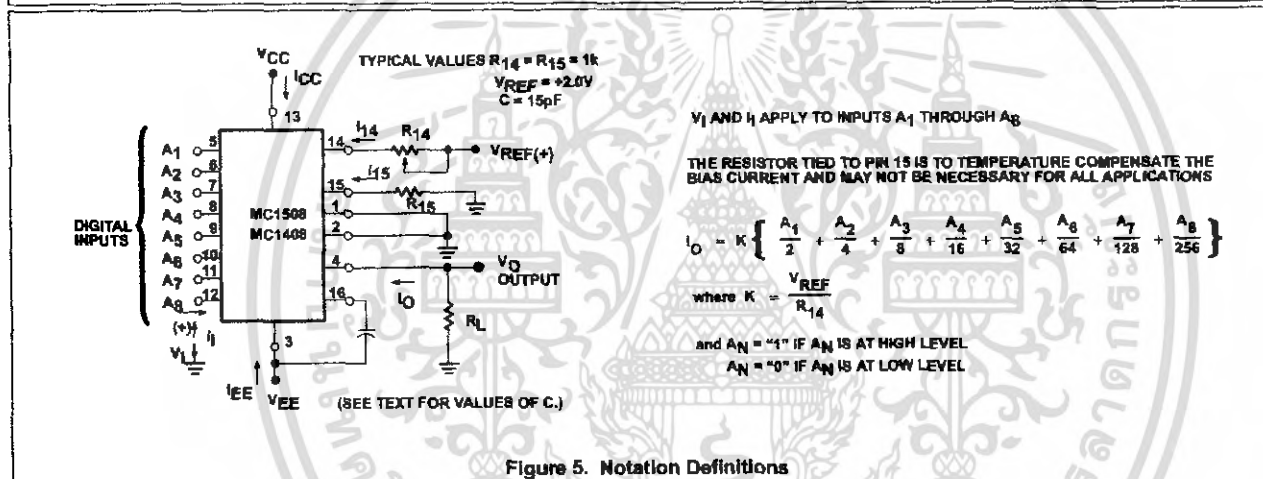 VCC
ICC
TYPICAL VALUES R14 = R15 = 1k
VREF = +2.0V
C = 15pF
13
I14
R14
14
VREF(+)
I15
R15
15
A1 5
A2 6
A3 7
A4 8
A5 9
A6 10
A7 11
A8 12
DIGITAL
INPUTS
MC1508
MC1408
1
2
4
16
VO
OUTPUT
IO
RL
(+)
II
VI
3
IEE
VEE
(SEE TEXT FOR VALUES OF C.)
VI AND II APPLY TO INPUTS A1 THROUGH A8
THE RESISTOR TIED TO PIN 15 IS TO TEMPERATURE COMPENSATE THE
BIAS CURRENT AND MAY NOT BE NECESSARY FOR ALL APPLICATIONS
IO = K { A1/2 + A2/4 + A3/8 + A4/16 + A5/32 + A6/64 + A7/128 + A8/256 }
where K = VREF/R14
and AN = "1" IF AN IS AT HIGH LEVEL
AN = "0" IF AN IS AT LOW LEVEL
Figure 5. Notation Definitions